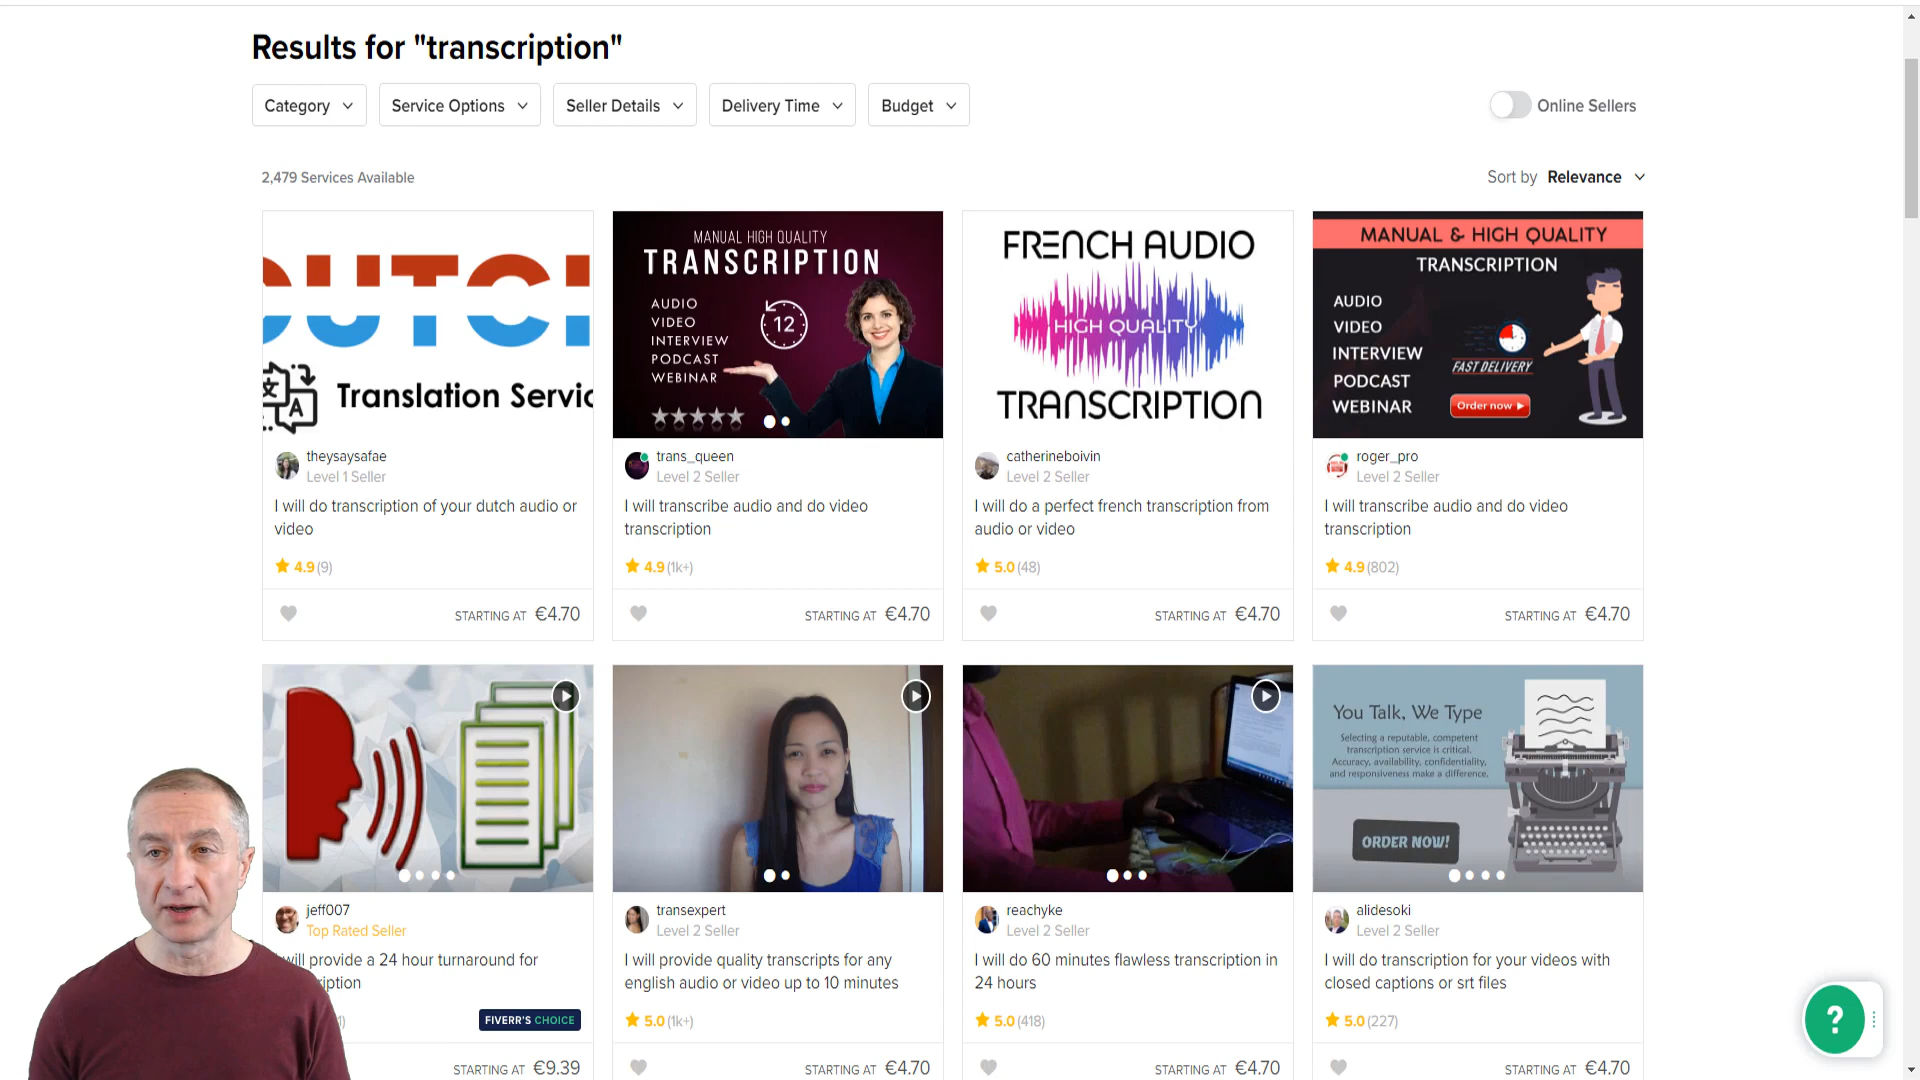 Results for "transcription"
Category
Service Options
Seller Details
Delivery Time
Budget
Online Sellers
2,479 Services Available
Sort by Relevance
DUTCH
Translation Servic
MANUAL HIGH QUALITY
TRANSCRIPTION
AUDIO
VIDEO
INTERVIEW
PODCAST
WEBINAR
12
FRENCH AUDIO
HIGH QUALITY
TRANSCRIPTION
MANUAL & HIGH QUALITY
TRANSCRIPTION
AUDIO
VIDEO
INTERVIEW
PODCAST
WEBINAR
FAST DELIVERY
Order now
theysaysafae
Level 1 Seller
I will do transcription of your dutch audio or
video
4.9 (9)
STARTING AT €4.70
trans_queen
Level 2 Seller
I will transcribe audio and do video
transcription
4.9 (1k+)
STARTING AT €4.70
catherineboivin
Level 2 Seller
I will do a perfect french transcription from
audio or video
5.0 (48)
STARTING AT €4.70
roger_pro
Level 2 Seller
I will transcribe audio and do video
transcription
4.9 (802)
STARTING AT €4.70
You Talk, We Type
Selecting a reputable, competent
transcription service is critical.
Accuracy, availability, confidentiality,
and responsiveness make a difference.
ORDER NOW!
jeff007
Top Rated Seller
will provide a 24 hour turnaround for
ription
FIVERR'S CHOICE
STARTING AT €9.39
transexpert
Level 2 Seller
I will provide quality transcripts for any
english audio or video up to 10 minutes
5.0 (1k+)
STARTING AT €4.70
reachyke
Level 2 Seller
I will do 60 minutes flawless transcription in
24 hours
5.0 (418)
STARTING AT €4.70
alidesoki
Level 2 Seller
I will do transcription for your videos with
closed captions or srt files
5.0 (227)
STARTING AT €4.70
?